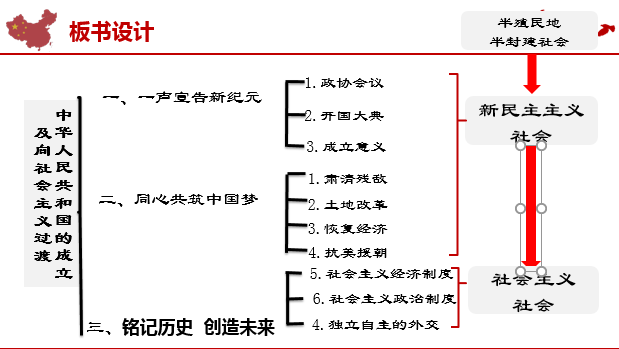 板书设计
半殖民地
半封建社会
中华人民共和国的成立
及向社会主义过渡
一、一声宣告新纪元
1.政协会议
2.开国大典
3.成立意义
二、同心共筑中国梦
1.肃清残敌
2.土地改革
3.恢复经济
4.抗美援朝
三、铭记历史 创造未来
5.社会主义经济制度
6.社会主义政治制度
4.独立自主的外交
新民主主义
社会
社会主义
社会